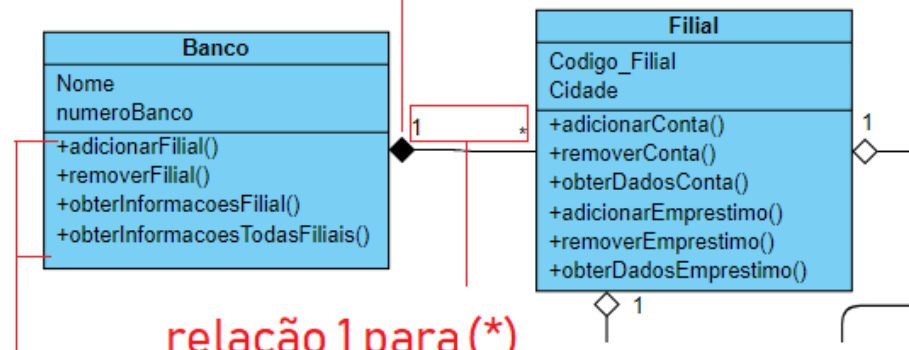 Banco
Nome
numeroBanco
+adicionarFilial()
+removerFilial()
+obterInformacoesFilial()
+obterInformacoesTodasFiliais()
1
*
Filial
Codigo_Filial
Cidade
+adicionarConta()
+removerConta()
+obterDadosConta()
+adicionarEmprestimo()
+removerEmprestimo()
+obterDadosEmprestimo()
1
1
relação 1 para (*)